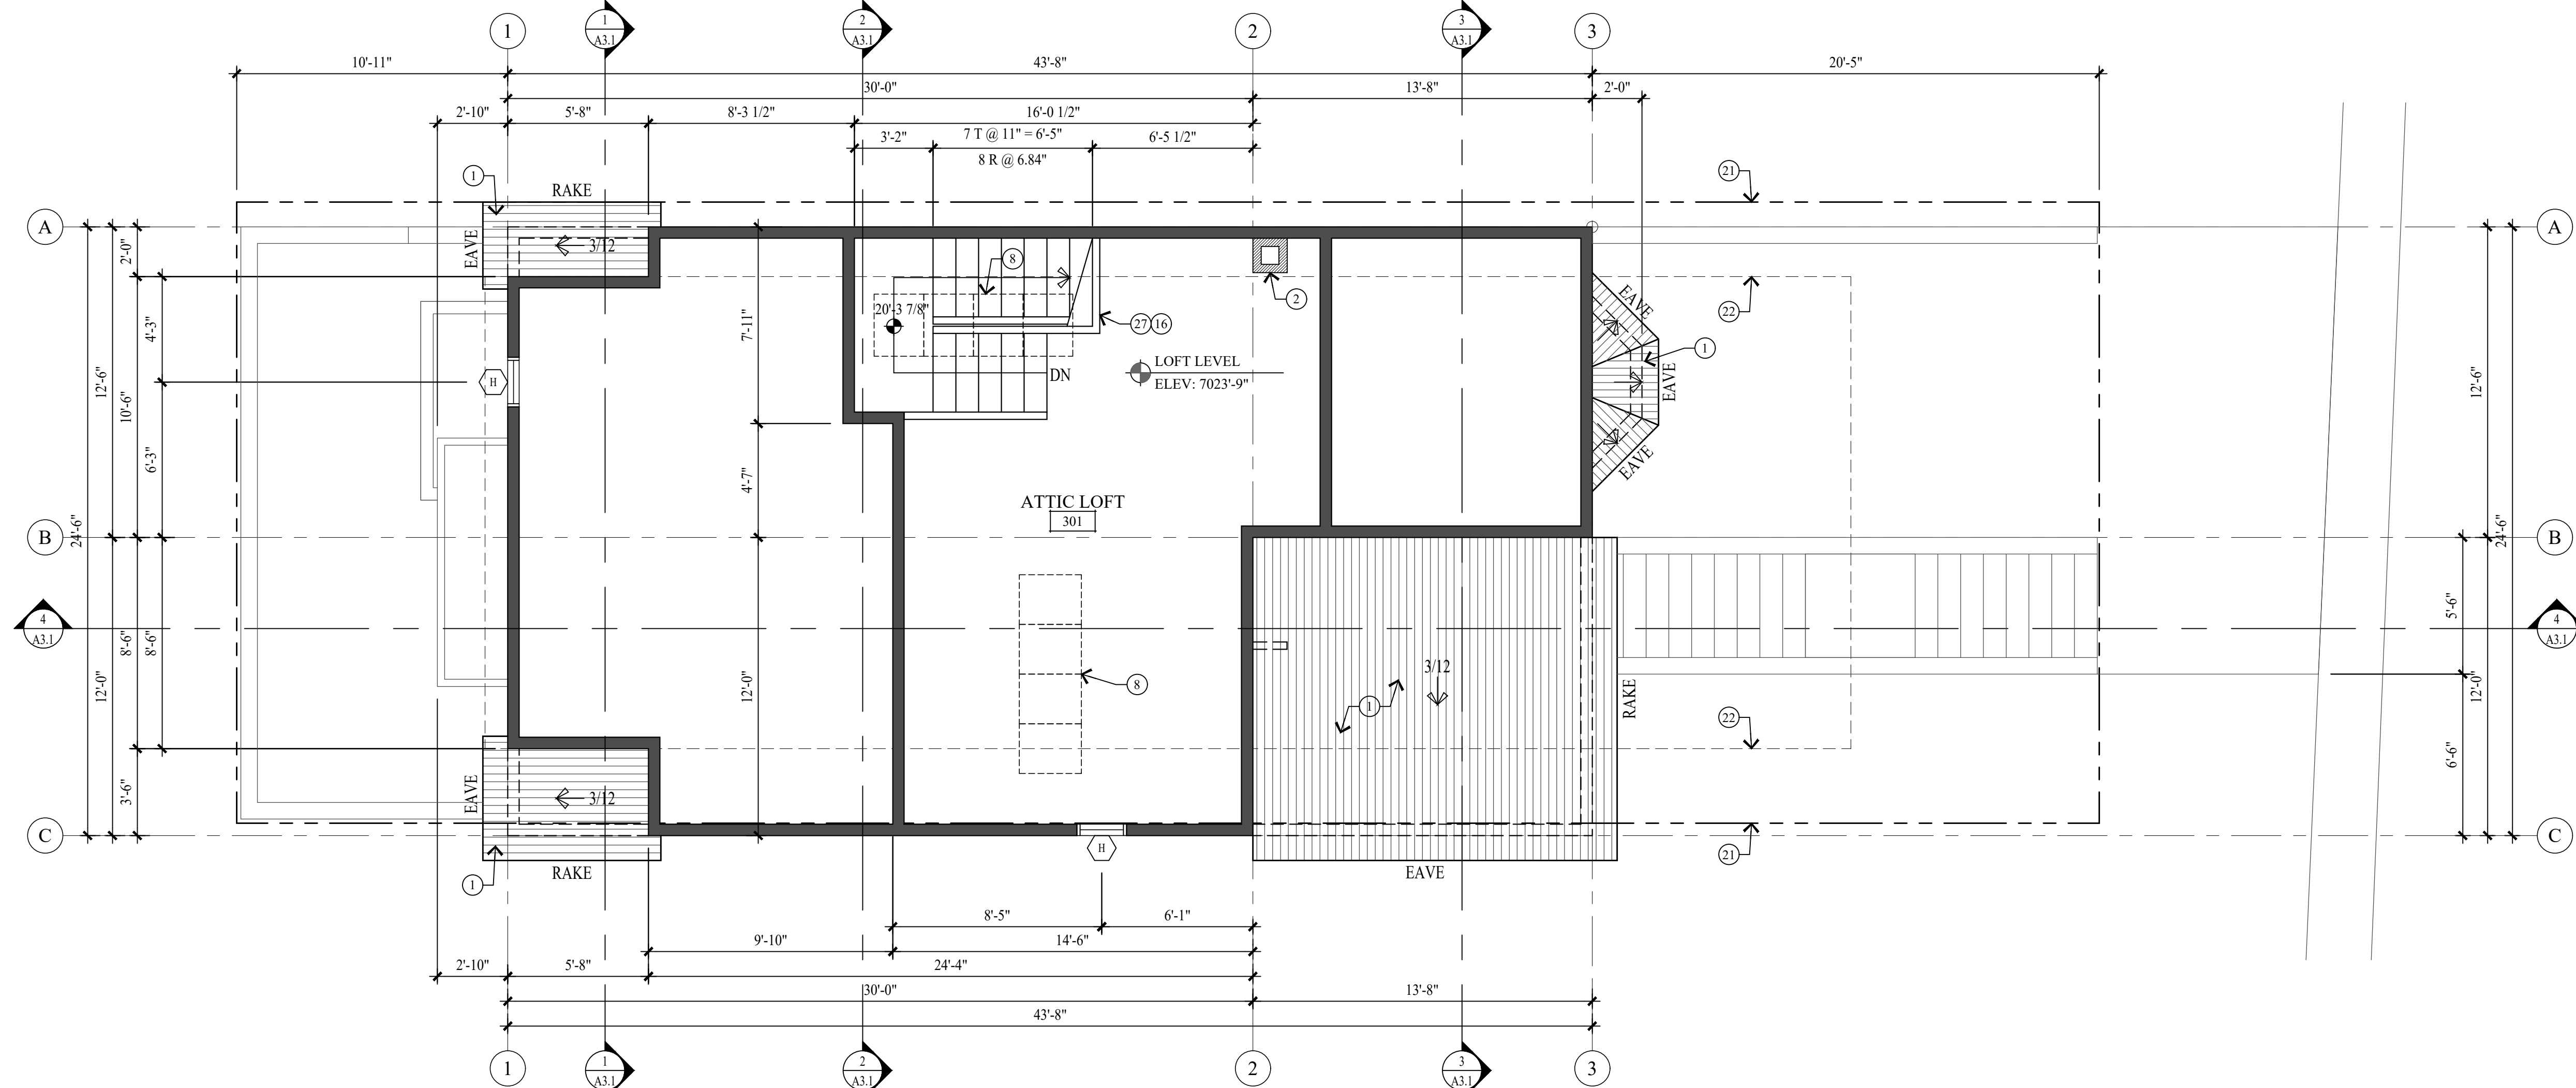 1
A3.1
2
A3.1
3
A3.1
1
2
3
10'-11"
43'-8"
20'-5"
30'-0"
13'-8"
2'-0"
2'-10"
5'-8"
8'-3 1/2"
16'-0 1/2"
3'-2"
7 T @ 11" = 6'-5"
6'-5 1/2"
8 R @ 6.84"
1
RAKE
21
A
A
EAVE
3/12
2'-0"
8
2
22
EAVE
20'-3 7/8"
27
16
4'-3"
7'-11"
1
LOFT LEVEL
ELEV: 7023'-9"
DN
H
EAVE
12'-6"
10'-6"
12'-6"
6'-3"
4'-7"
EAVE
ATTIC LOFT
301
B
24'-6"
24'-6"
B
4
A3.1
5'-6"
4
A3.1
8'-6"
8'-6"
3/12
12'-0"
12'-0"
8
RAKE
12'-0"
1
22
6'-6"
EAVE
3/12
3'-6"
C
C
H
21
1
RAKE
EAVE
8'-5"
6'-1"
9'-10"
14'-6"
2'-10"
5'-8"
24'-4"
30'-0"
13'-8"
43'-8"
1
2
3
1
A3.1
2
A3.1
3
A3.1